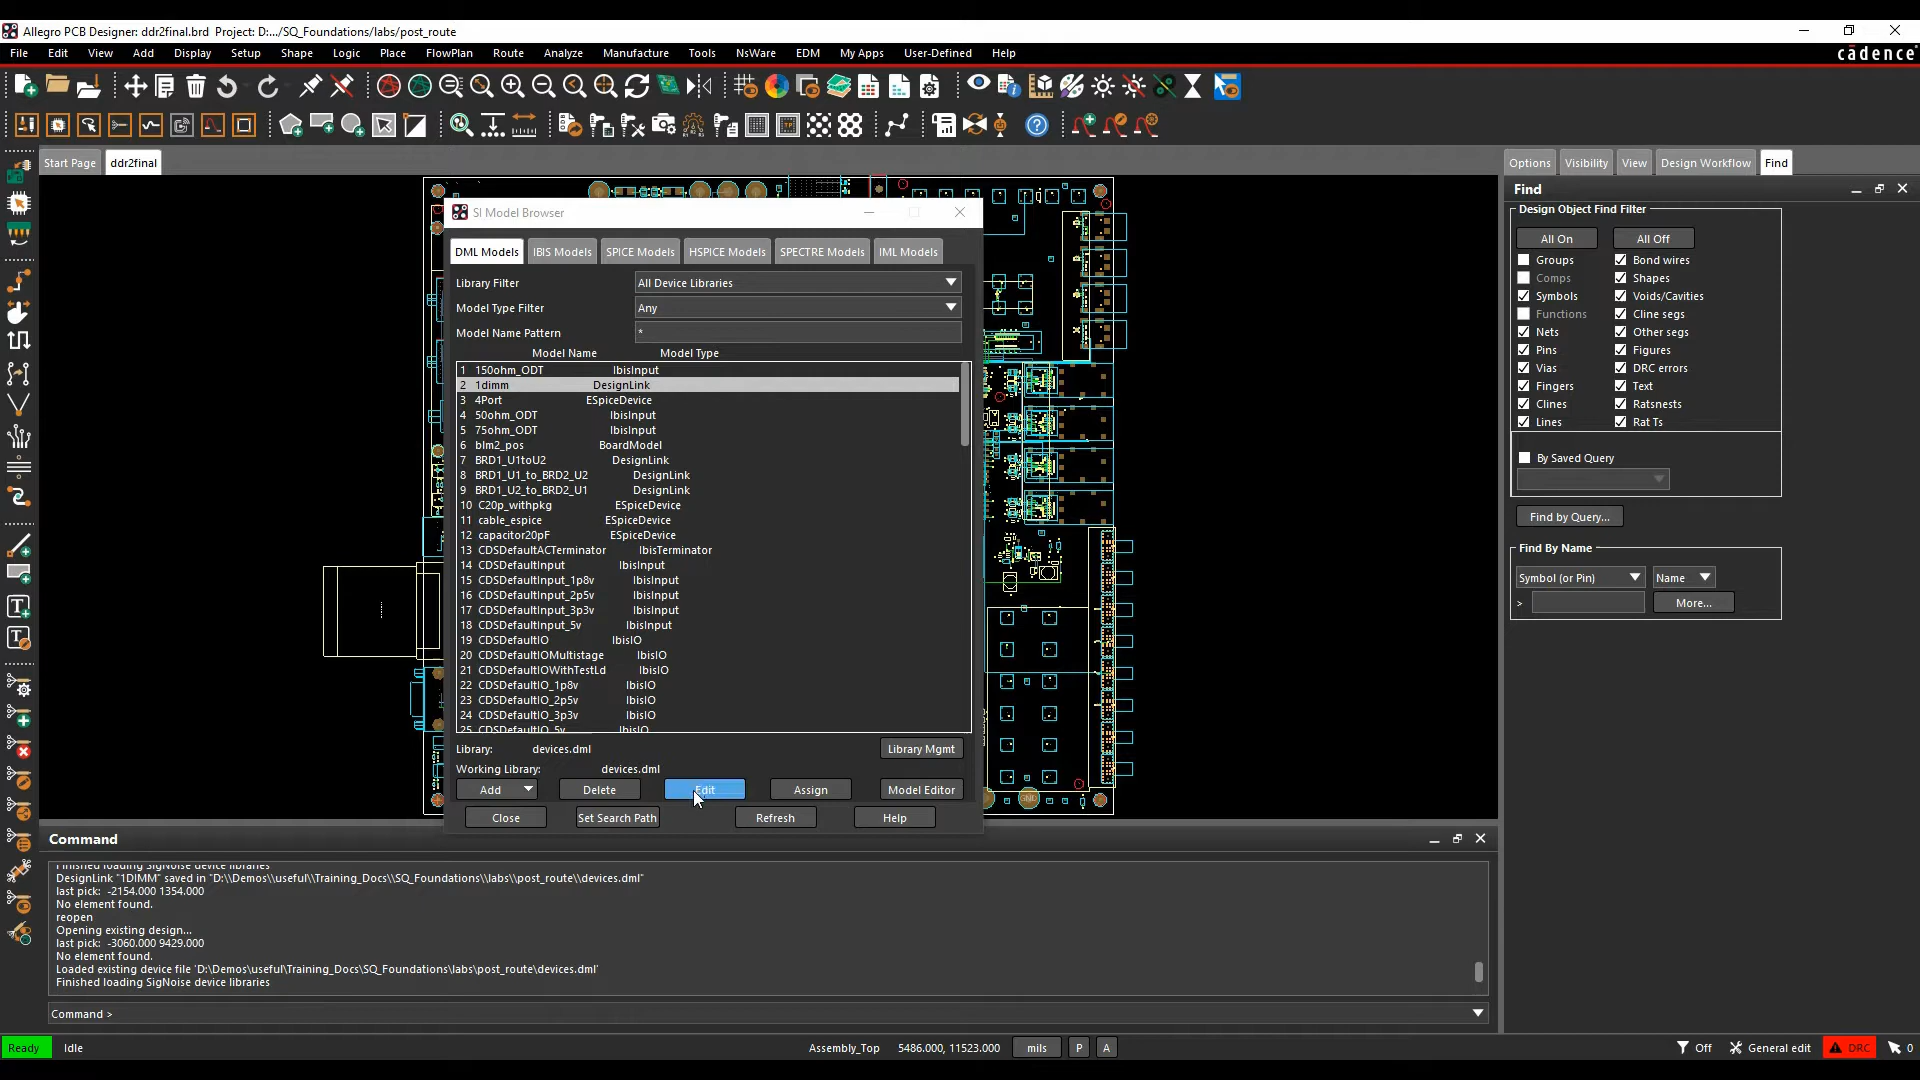 Allegro PCB Designer: ddr2final.brd  Project: D:.../SQ_Foundations/labs/post_route
File Edit View Add Display Setup Shape Logic Place FlowPlan Route Analyze Manufacture Tools NsWare EDM My Apps User-Defined Help
cādence
Start Page ddr2final
Options Visibility View Design Workflow Find
Find
Design Object Find Filter
All On All Off
Groups Bond wires
Comps Shapes
Symbols Voids/Cavities
Functions Cline segs
Nets Other segs
Pins Figures
Vias DRC errors
Fingers Text
Clines Ratsnests
Lines Rat Ts
By Saved Query
Find by Query...
Find By Name
Symbol (or Pin) Name
> More...
SI Model Browser
DML Models IBIS Models SPICE Models HSPICE Models SPECTRE Models IML Models
Library Filter All Device Libraries
Model Type Filter Any
Model Name Pattern *
Model Name Model Type
1 150ohm_ODT IbisInput
2 1dimm DesignLink
3 4Port ESpiceDevice
4 50ohm_ODT IbisInput
5 75ohm_ODT IbisInput
6 blm2_pos BoardModel
7 BRD1_U1toU2 DesignLink
8 BRD1_U1_to_BRD2_U2 DesignLink
9 BRD1_U2_to_BRD2_U1 DesignLink
10 C20p_withpkg ESpiceDevice
11 cable_espice ESpiceDevice
12 capacitor20pF ESpiceDevice
13 CDSDefaultACTerminator IbisTerminator
14 CDSDefaultInput IbisInput
15 CDSDefaultInput_1p8v IbisInput
16 CDSDefaultInput_2p5v IbisInput
17 CDSDefaultInput_3p3v IbisInput
18 CDSDefaultInput_5v IbisInput
19 CDSDefaultIO IbisIO
20 CDSDefaultIOMultistage IbisIO
21 CDSDefaultIOWithTestLd IbisIO
22 CDSDefaultIO_1p8v IbisIO
23 CDSDefaultIO_2p5v IbisIO
24 CDSDefaultIO_3p3v IbisIO
25 CDSDefaultIO_5v IbisIO
Library: devices.dml Library Mgmt
Working Library: devices.dml
Add Delete Edit Assign Model Editor
Close Set Search Path Refresh Help
GND
Command
Finished loading SigNoise device libraries
DesignLink "1DIMM" saved in "D:\\Demos\\useful\\Training_Docs\\SQ_Foundations\\labs\\post_route\\devices.dml"
last pick:  -2154.000 1354.000
No element found.
reopen
Opening existing design...
last pick:  -3060.000 9429.000
No element found.
Loaded existing device file 'D:\Demos\useful\Training_Docs\SQ_Foundations\labs\post_route\devices.dml'
Finished loading SigNoise device libraries
Command >
Ready Idle Assembly_Top 5486.000, 11523.000 mils P A Off General edit DRC 0